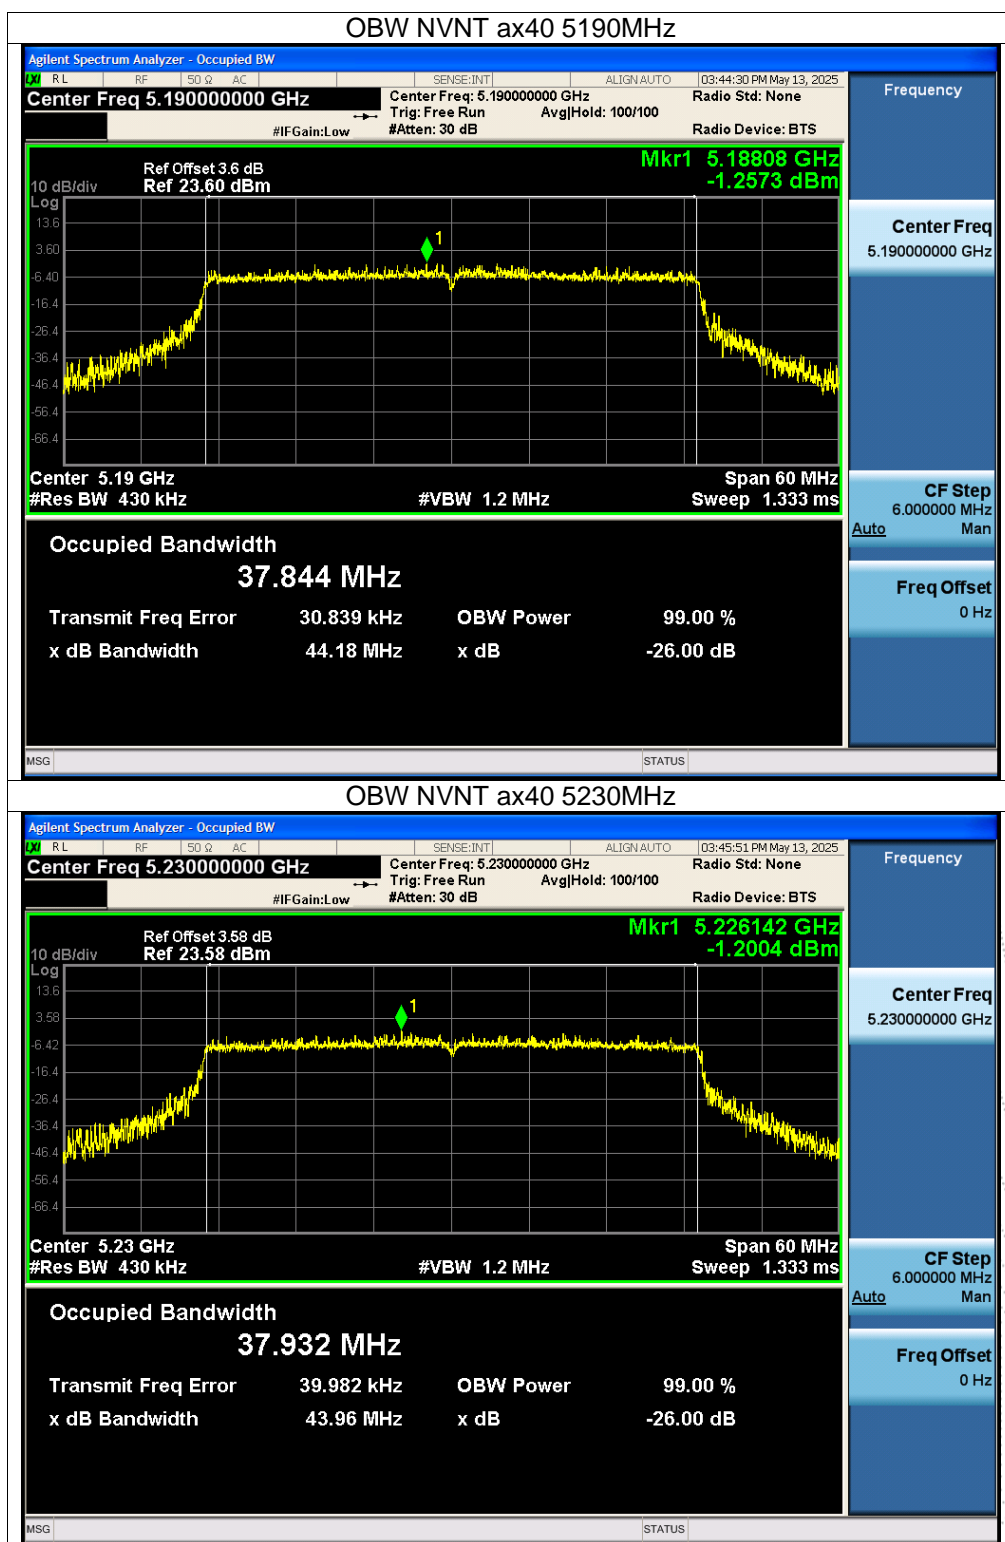 OBW NVNT ax40 5190MHz
Agilent Spectrum Analyzer - Occupied BW
LXI RL RF 50 Ω AC SENSE:INT ALIGN AUTO 03:44:30 PM May 13, 2025
Center Freq 5.190000000 GHz
Center Freq: 5.190000000 GHz
Radio Std: None
Trig: Free Run Avg|Hold: 100/100
#IFGain:Low #Atten: 30 dB Radio Device: BTS
Frequency
Mkr1 5.18808 GHz
-1.2573 dBm
Ref Offset 3.6 dB
10 dB/div Ref 23.60 dBm
Log
13.6
3.60
-6.40
-16.4
-26.4
-36.4
-46.4
-56.4
-66.4
1
Center Freq
5.190000000 GHz
Center 5.19 GHz Span 60 MHz
#Res BW 430 kHz #VBW 1.2 MHz Sweep 1.333 ms
CF Step
6.000000 MHz
Auto Man
Freq Offset
0 Hz
Occupied Bandwidth
37.844 MHz
Transmit Freq Error 30.839 kHz OBW Power 99.00 %
x dB Bandwidth 44.18 MHz x dB -26.00 dB
MSG STATUS
OBW NVNT ax40 5230MHz
Agilent Spectrum Analyzer - Occupied BW
LXI RL RF 50 Ω AC SENSE:INT ALIGN AUTO 03:45:51 PM May 13, 2025
Center Freq 5.230000000 GHz
Center Freq: 5.230000000 GHz
Radio Std: None
Trig: Free Run Avg|Hold: 100/100
#IFGain:Low #Atten: 30 dB Radio Device: BTS
Frequency
Mkr1 5.226142 GHz
-1.2004 dBm
Ref Offset 3.58 dB
10 dB/div Ref 23.58 dBm
Log
13.6
3.58
-6.42
-16.4
-26.4
-36.4
-46.4
-56.4
-66.4
1
Center Freq
5.230000000 GHz
Center 5.23 GHz Span 60 MHz
#Res BW 430 kHz #VBW 1.2 MHz Sweep 1.333 ms
CF Step
6.000000 MHz
Auto Man
Freq Offset
0 Hz
Occupied Bandwidth
37.932 MHz
Transmit Freq Error 39.982 kHz OBW Power 99.00 %
x dB Bandwidth 43.96 MHz x dB -26.00 dB
MSG STATUS